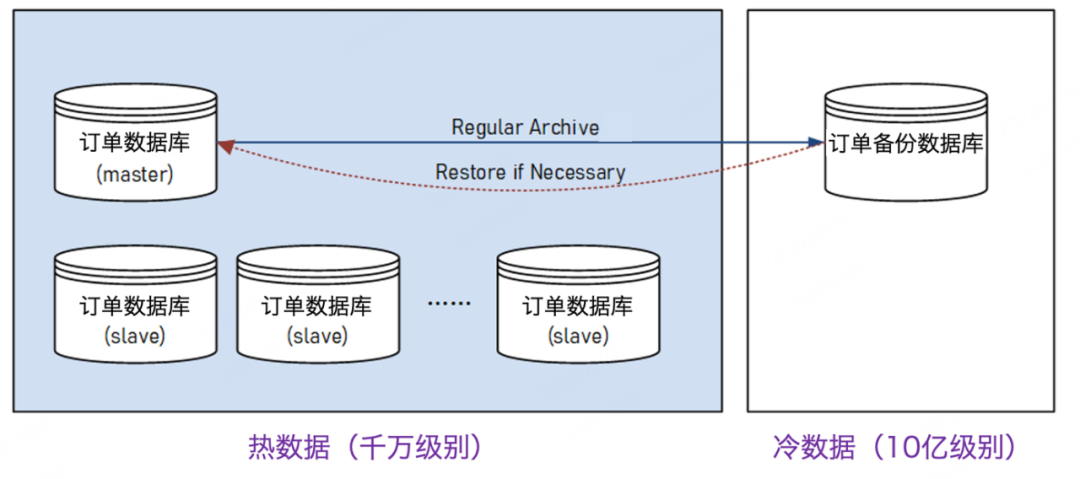 订单数据库
(master)
Regular Archive
Restore if Necessary
订单备份数据库
订单数据库
(slave)
订单数据库
(slave)
......
订单数据库
(slave)
热数据（千万级别）
冷数据（10亿级别）